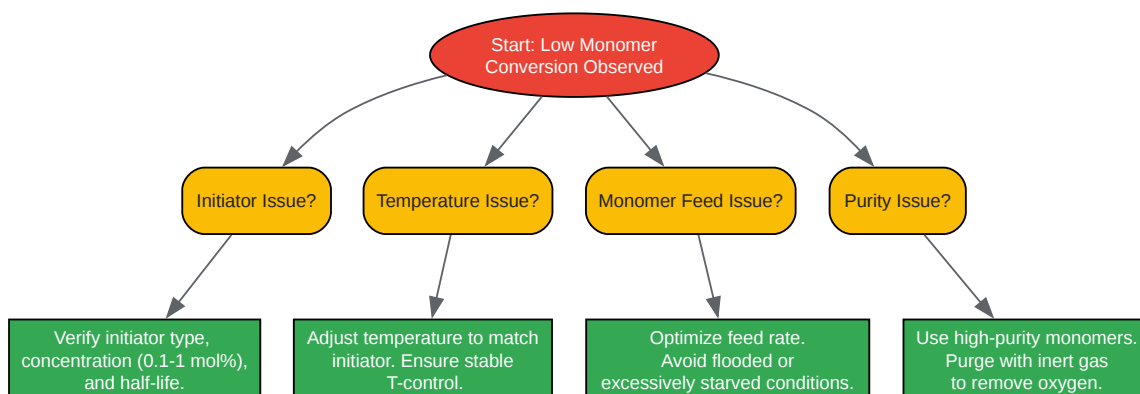 Start: Low Monomer
Conversion Observed
Initiator Issue?
Temperature Issue?
Monomer Feed Issue?
Purity Issue?
Verify initiator type,
concentration (0.1-1 mol%),
and half-life.
Adjust temperature to match
initiator. Ensure stable
T-control.
Optimize feed rate.
Avoid flooded or
excessively starved conditions.
Use high-purity monomers.
Purge with inert gas
to remove oxygen.